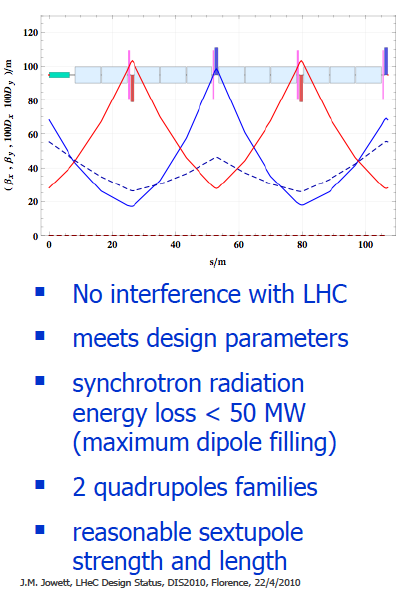 120
100
80
60
40
20
0
(βx , βy , 100Dx 100Dy )/m
0 20 40 60 80 100
s/m
▪ No interference with LHC
▪ meets design parameters
▪ synchrotron radiation
energy loss < 50 MW
(maximum dipole filling)
▪ 2 quadrupoles families
▪ reasonable sextupole
strength and length
J.M. Jowett, LHeC Design Status, DIS2010, Florence, 22/4/2010